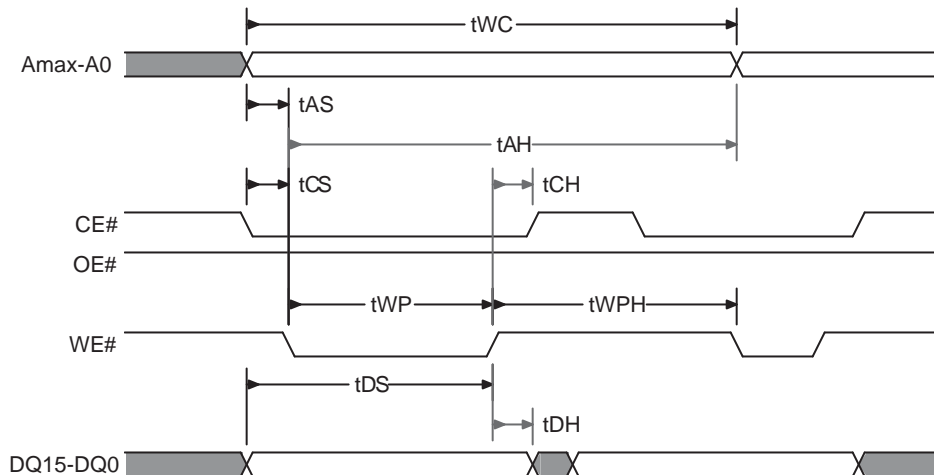 tWC
Amax-A0
tAS
tAH
tCS
tCH
CE#
OE#
tWP
tWPH
WE#
tDS
tDH
DQ15-DQ0